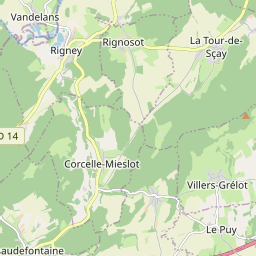 Vandelans
Rigney
Rignosot
La Tour-de-
Sçay
D 14
Corcelle-Mieslot
Villers-Grélot
Le Puy
audefontaine